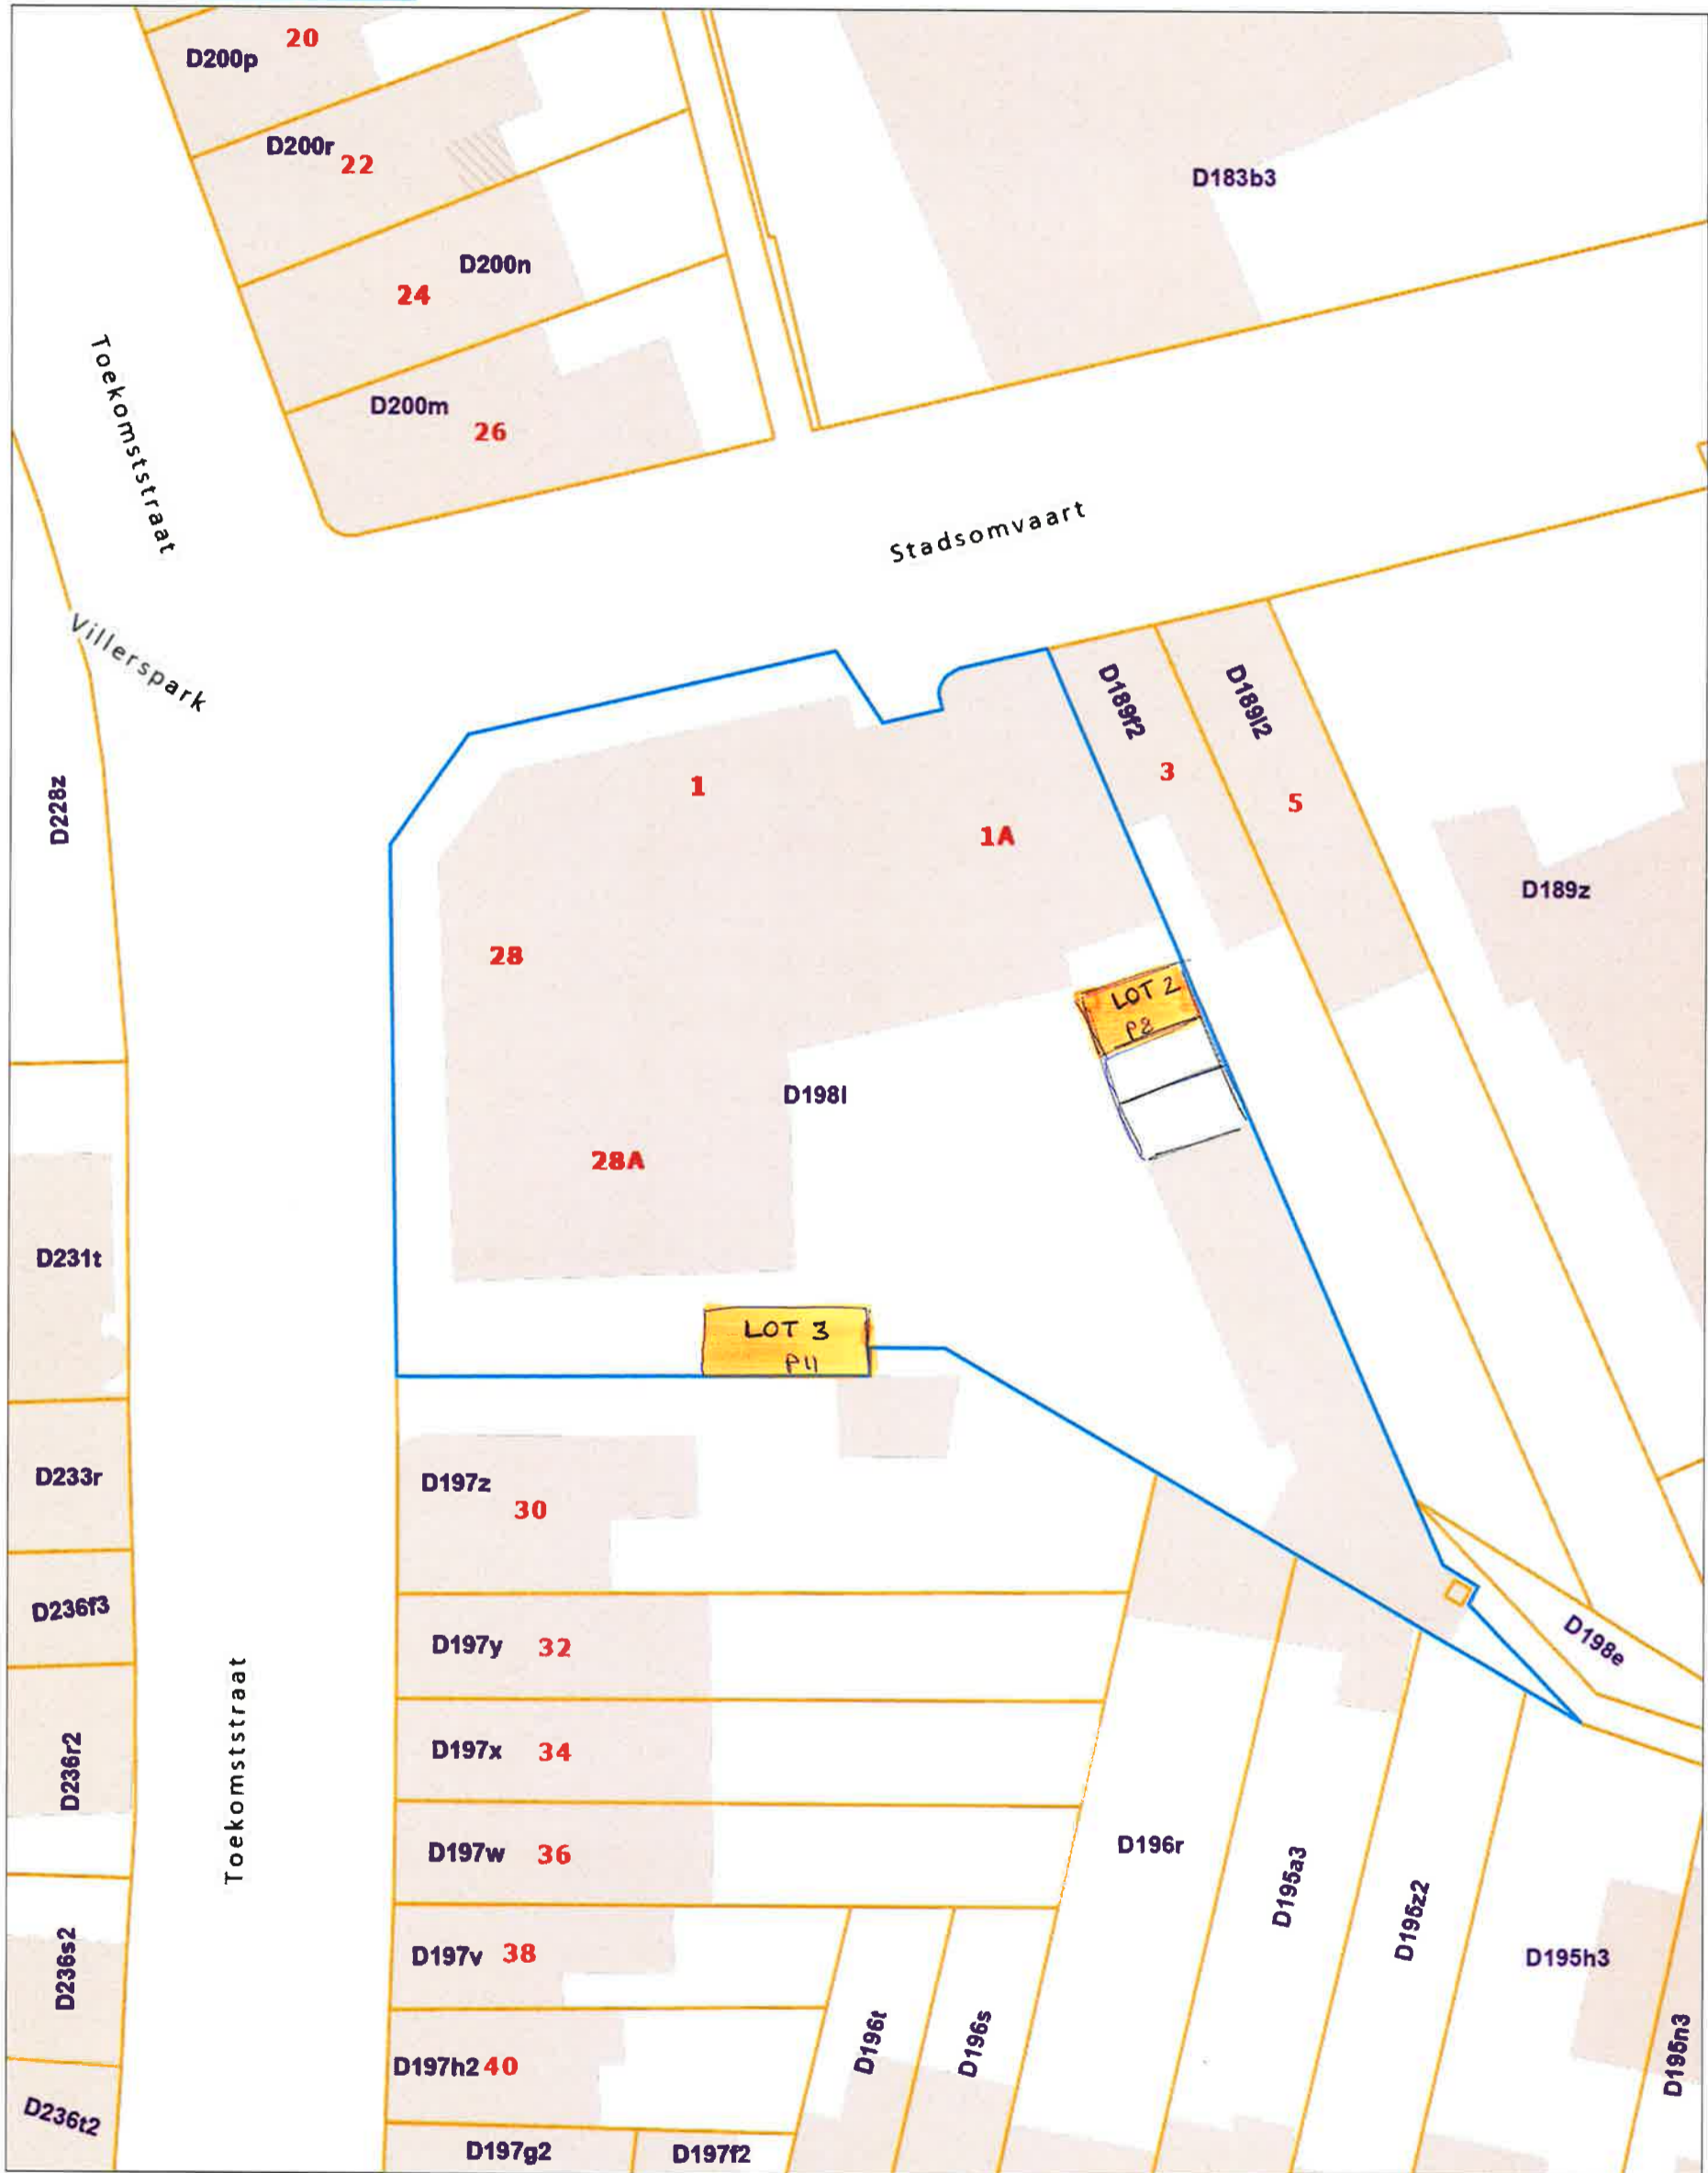 20
D200p
D200r
22
D183b3
D200n
24
Toekomststraat
D200m
26
Stadsomvaart
Villerspark
D189f2
D189l2
3
5
D228z
1
1A
D189z
28
LOT 2
P2
D198l
28A
D231t
LOT 3
P11
D233r
D197z
30
D236f3
D197y 32
D198e
Toekomststraat
D236r2
D197x 34
D197w 36
D196r
D195a3
D195z2
D236s2
D197v 38
D195h3
D196t
D196s
D195n3
D197h2 40
D236t2
D197g2
D197f2